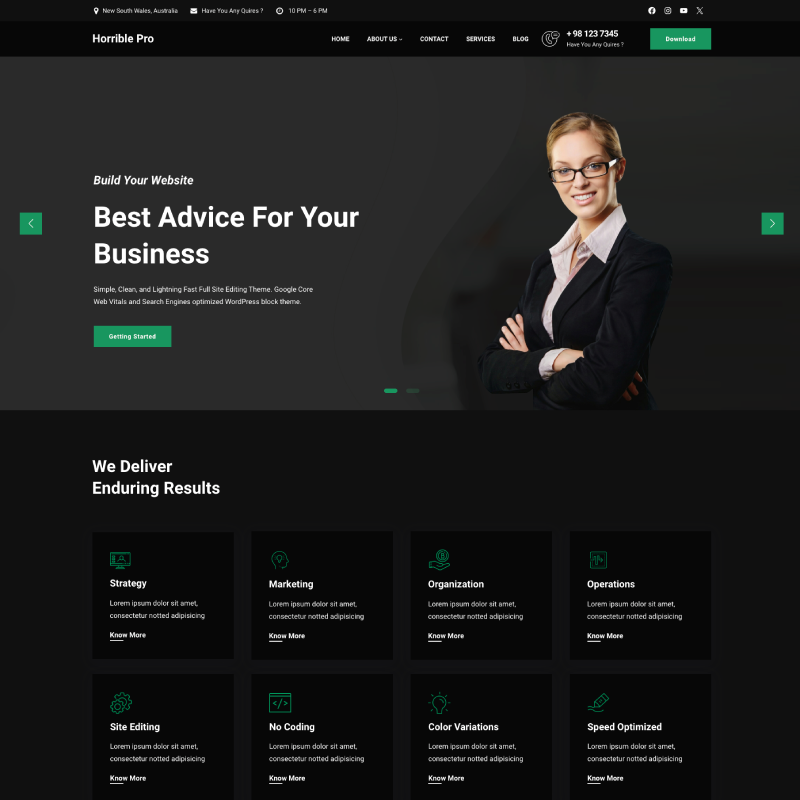 New South Wales, Australia Have You Any Quires ? 10 PM – 6 PM
Horrible Pro HOME ABOUT US CONTACT SERVICES BLOG + 98 123 7345 Download
Have You Any Quires ?
Build Your Website
Best Advice For Your
Business
Simple, Clean, and Lightning Fast Full Site Editing Theme. Google Core
Web Vitals and Search Engines optimized WordPress block theme.
Getting Started
We Deliver
Enduring Results
Strategy
Lorem ipsum dolor sit amet,
consectetur notted adipisicing
Know More
Marketing
Lorem ipsum dolor sit amet,
consectetur notted adipisicing
Know More
Organization
Lorem ipsum dolor sit amet,
consectetur notted adipisicing
Know More
Operations
Lorem ipsum dolor sit amet,
consectetur notted adipisicing
Know More
Site Editing
Lorem ipsum dolor sit amet,
consectetur notted adipisicing
Know More
No Coding
Lorem ipsum dolor sit amet,
consectetur notted adipisicing
Know More
Color Variations
Lorem ipsum dolor sit amet,
consectetur notted adipisicing
Know More
Speed Optimized
Lorem ipsum dolor sit amet,
consectetur notted adipisicing
Know More